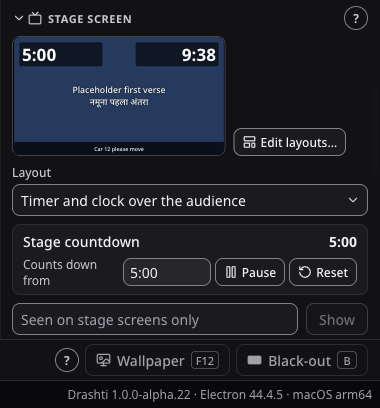 STAGE SCREEN
?
5:00
9:38
Placeholder first verse
नमूना पहला अंतरा
Car 12 please move
Edit layouts...
Layout
Timer and clock over the audience
Stage countdown
5:00
Counts down from
5:00
Pause
Reset
Seen on stage screens only
Show
?
Wallpaper F12
Black-out B
Drashti 1.0.0-alpha.22 · Electron 44.4.5 · macOS arm64